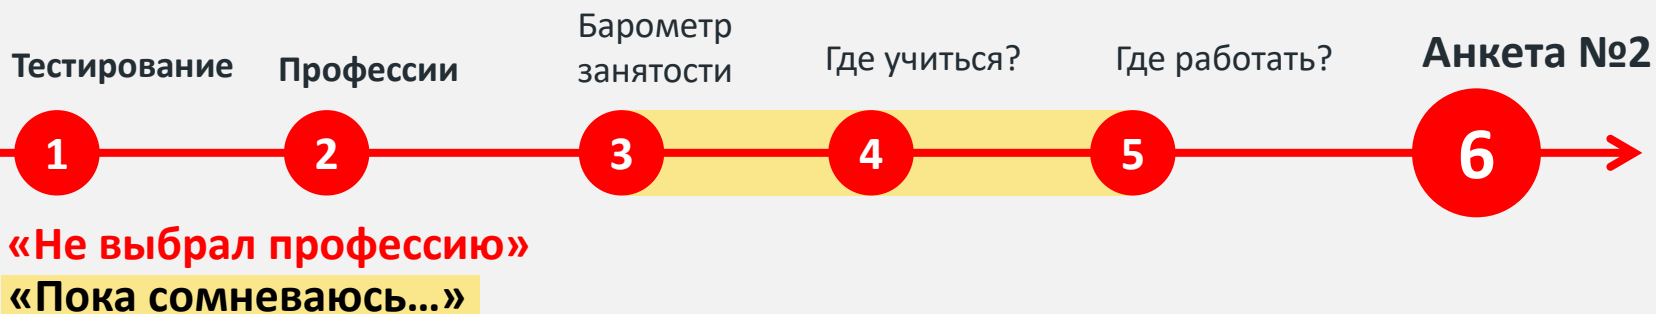 Тестирование
Профессии
Барометр
занятости
Где учиться?
Где работать?
Анкета №2
1
2
3
4
5
6
«Не выбрал профессию»
«Пока сомневаюсь…»